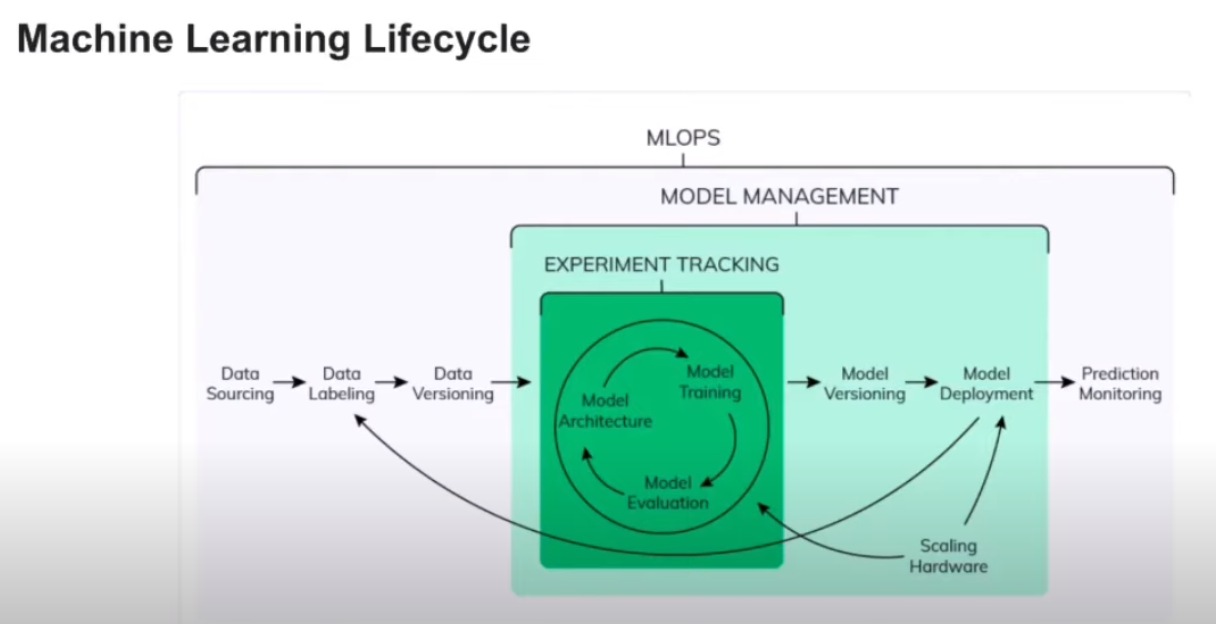 Machine Learning Lifecycle
MLOPS
MODEL MANAGEMENT
EXPERIMENT TRACKING
Data
Sourcing
Data
Labeling
Data
Versioning
Model
Architecture
Model
Training
Model
Evaluation
Model
Versioning
Model
Deployment
Prediction
Monitoring
Scaling
Hardware